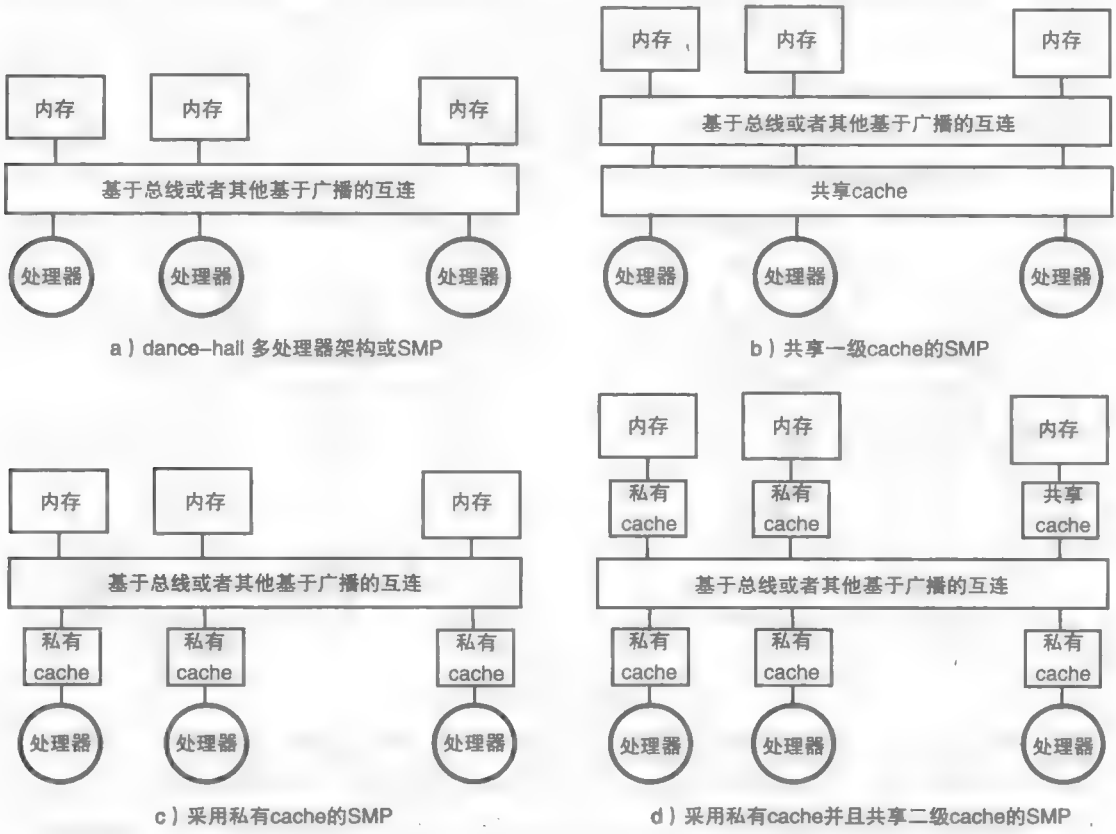 内存 内存 内存
基于总线或者其他基于广播的互连
处理器 处理器 处理器
a）dance-hall 多处理器架构或SMP
内存 内存 内存
基于总线或者其他基于广播的互连
共享cache
处理器 处理器 处理器
b）共享一级cache的SMP
内存 内存 内存
基于总线或者其他基于广播的互连
私有 私有 私有
cache cache cache
处理器 处理器 处理器
c）采用私有cache的SMP
内存 内存 内存
私有 私有 共享
cache cache cache
基于总线或者其他基于广播的互连
私有 私有 私有
cache cache cache
处理器 处理器 处理器
d）采用私有cache并且共享二级cache的SMP